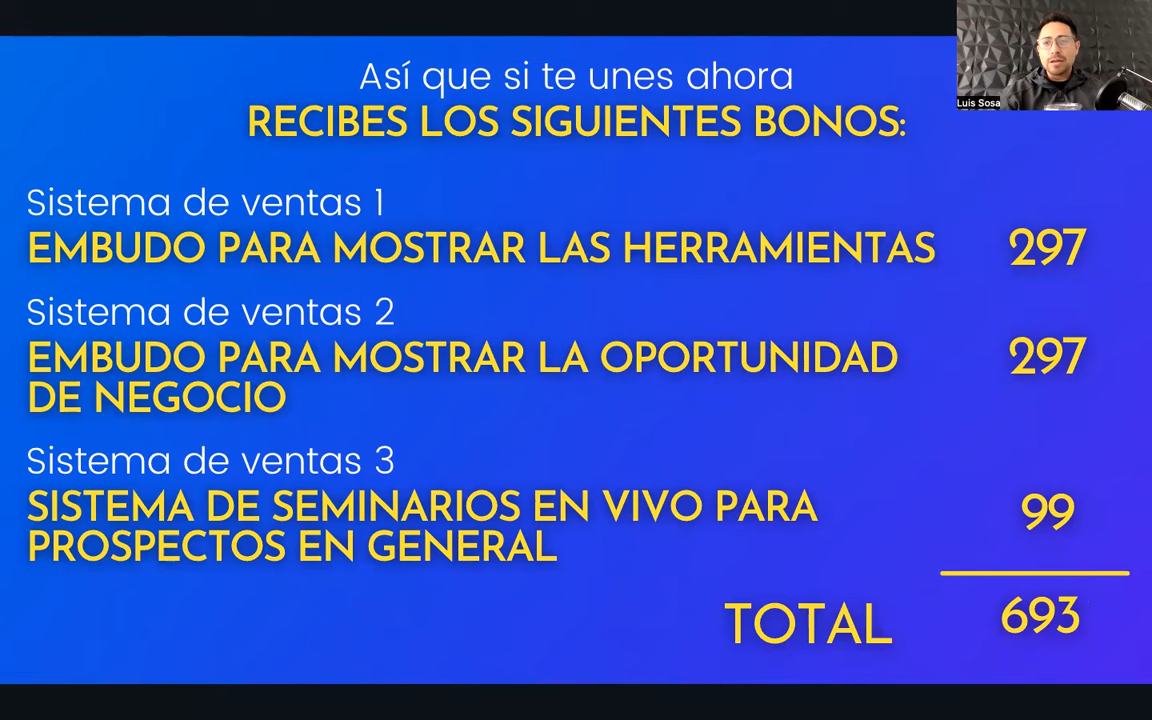 Así que si te unes ahora
RECIBES LOS SIGUIENTES BONOS:
Luis Sosa
Sistema de ventas 1
EMBUDO PARA MOSTRAR LAS HERRAMIENTAS 297
Sistema de ventas 2
EMBUDO PARA MOSTRAR LA OPORTUNIDAD 297
DE NEGOCIO
Sistema de ventas 3
SISTEMA DE SEMINARIOS EN VIVO PARA 99
PROSPECTOS EN GENERAL
TOTAL 693